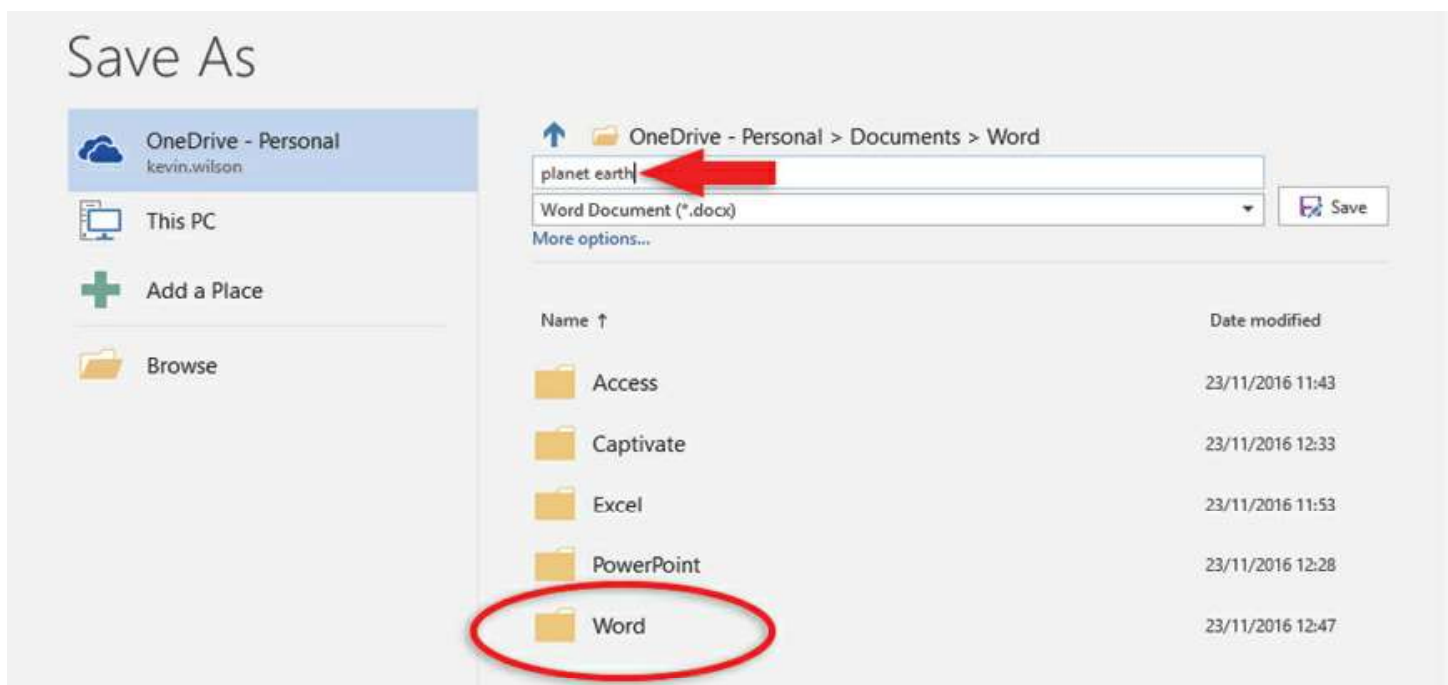 Save As
OneDrive - Personal
kevin.wilson
This PC
Add a Place
Browse
OneDrive - Personal > Documents > Word
planet earth
Word Document (*.docx)
Save
More options...
Name ↑
Date modified
Access
23/11/2016 11:43
Captivate
23/11/2016 12:33
Excel
23/11/2016 11:53
PowerPoint
23/11/2016 12:28
Word
23/11/2016 12:47